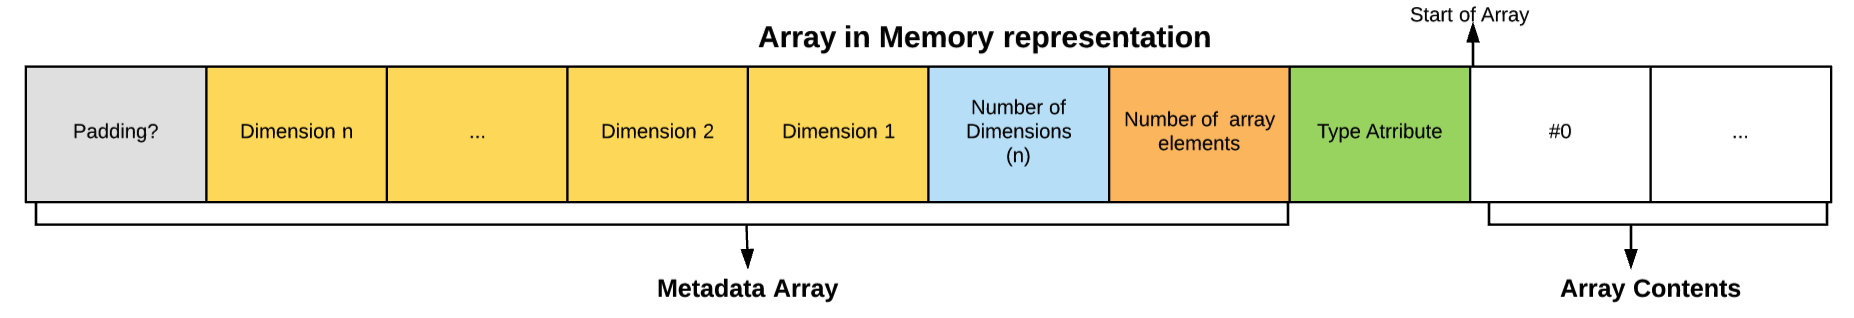 Start of Array
Array in Memory representation
Padding?
Dimension n
...
Dimension 2
Dimension 1
Number of
Dimensions
(n)
Number of  array
elements
Type Atrribute
#0
...
Metadata Array
Array Contents